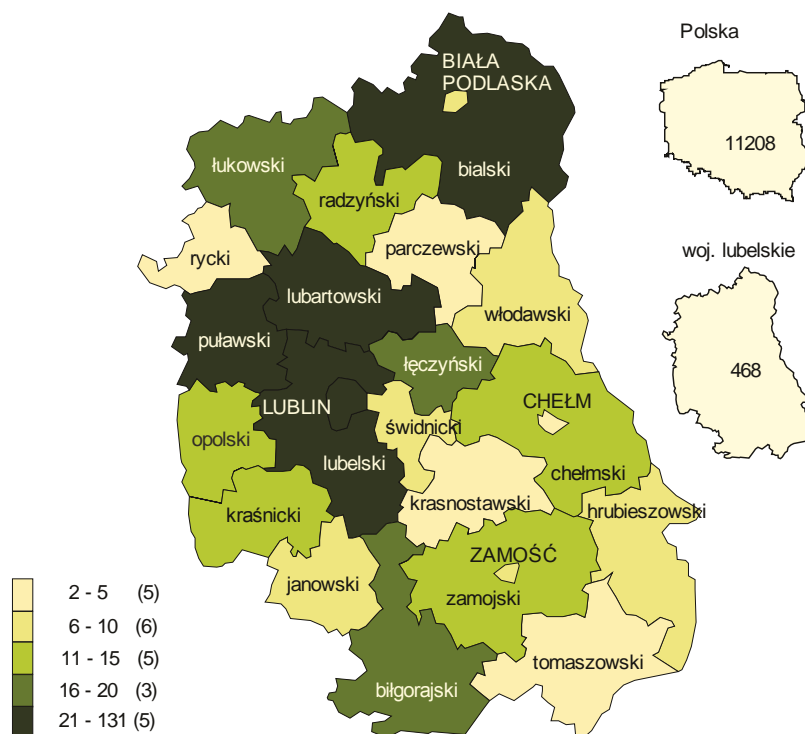 Polska
11208
woj. lubelskie
468
BIAŁA
PODLASKA
bialski
łukowski
radzyński
parczewski
rycki
lubartowski
włodawski
puławski
łęczyński
CHEŁM
LUBLIN
świdnicki
opolski
lubelski
chełmski
krasnostawski
hrubieszowski
kraśnicki
ZAMOŚĆ
janowski
zamojski
tomaszowski
biłgorajski
2 - 5 (5)
6 - 10 (6)
11 - 15 (5)
16 - 20 (3)
21 - 131 (5)